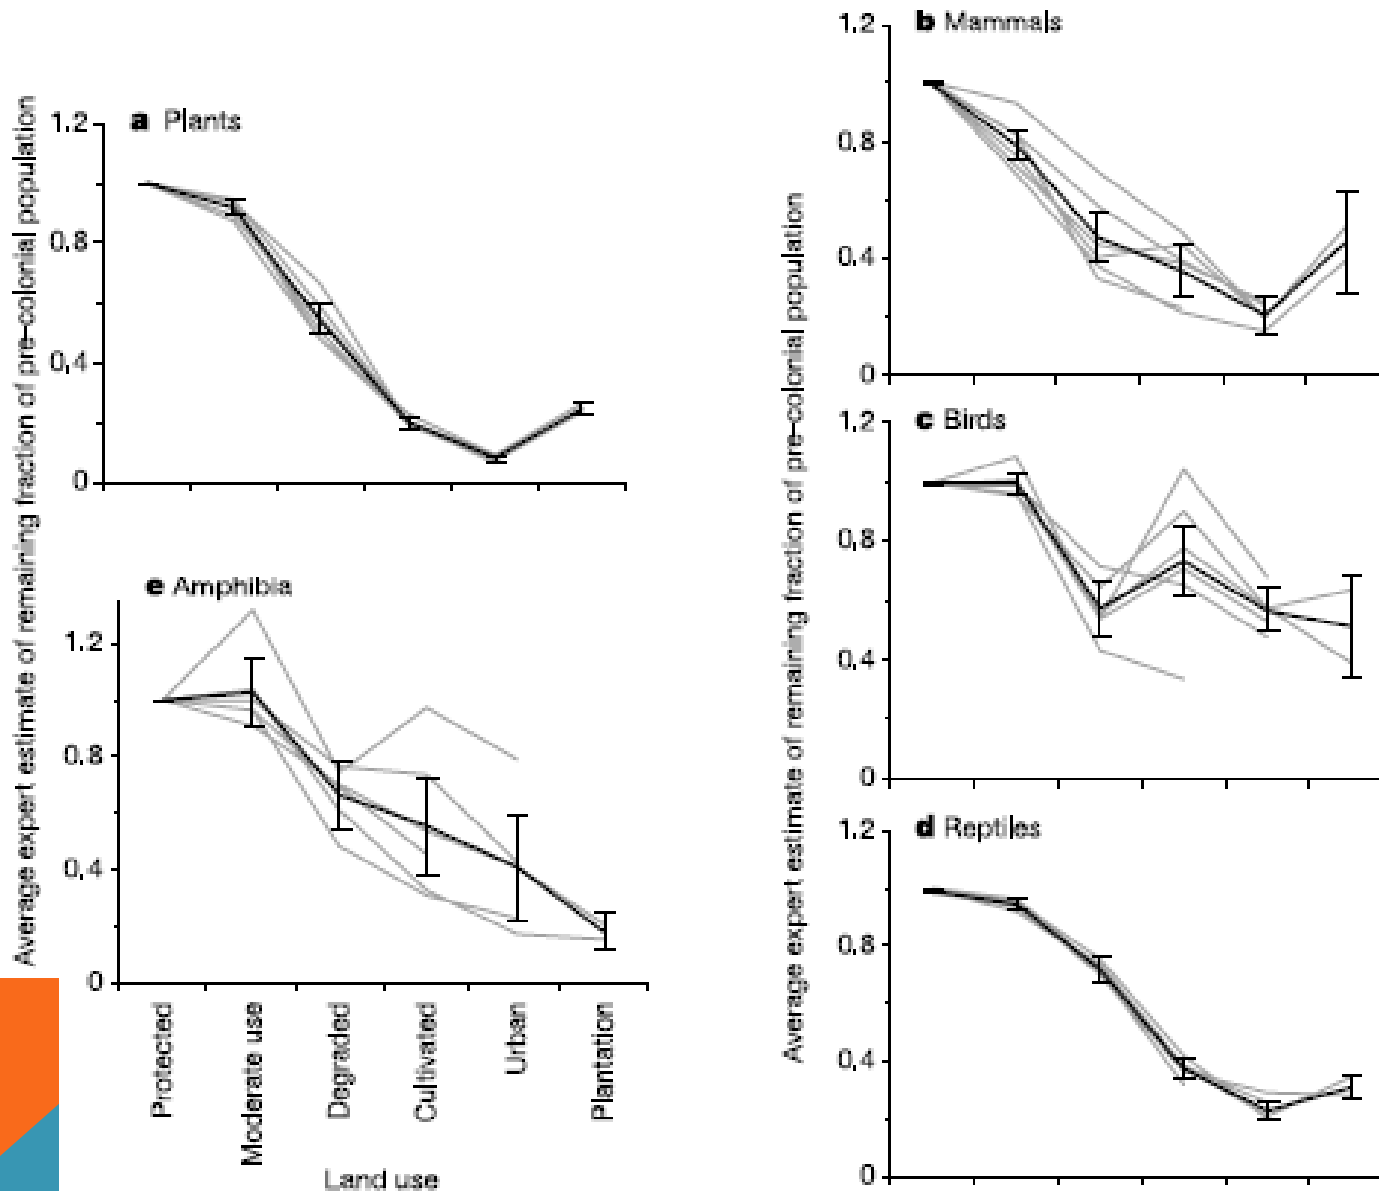 Average expert estimate of remaining fraction of pre-colonial population
a Plants
1.2
0.8
0.4
0
e Amphibia
1.2
0.8
0.4
0
Protected
Moderate use
Degraded
Cultivated
Urban
Plantation
Land use
Average expert estimate of remaining fraction of pre-colonial population
b Mammals
1.2
0.8
0.4
0
c Birds
1.2
0.8
0.4
0
d Reptiles
1.2
0.8
0.4
0